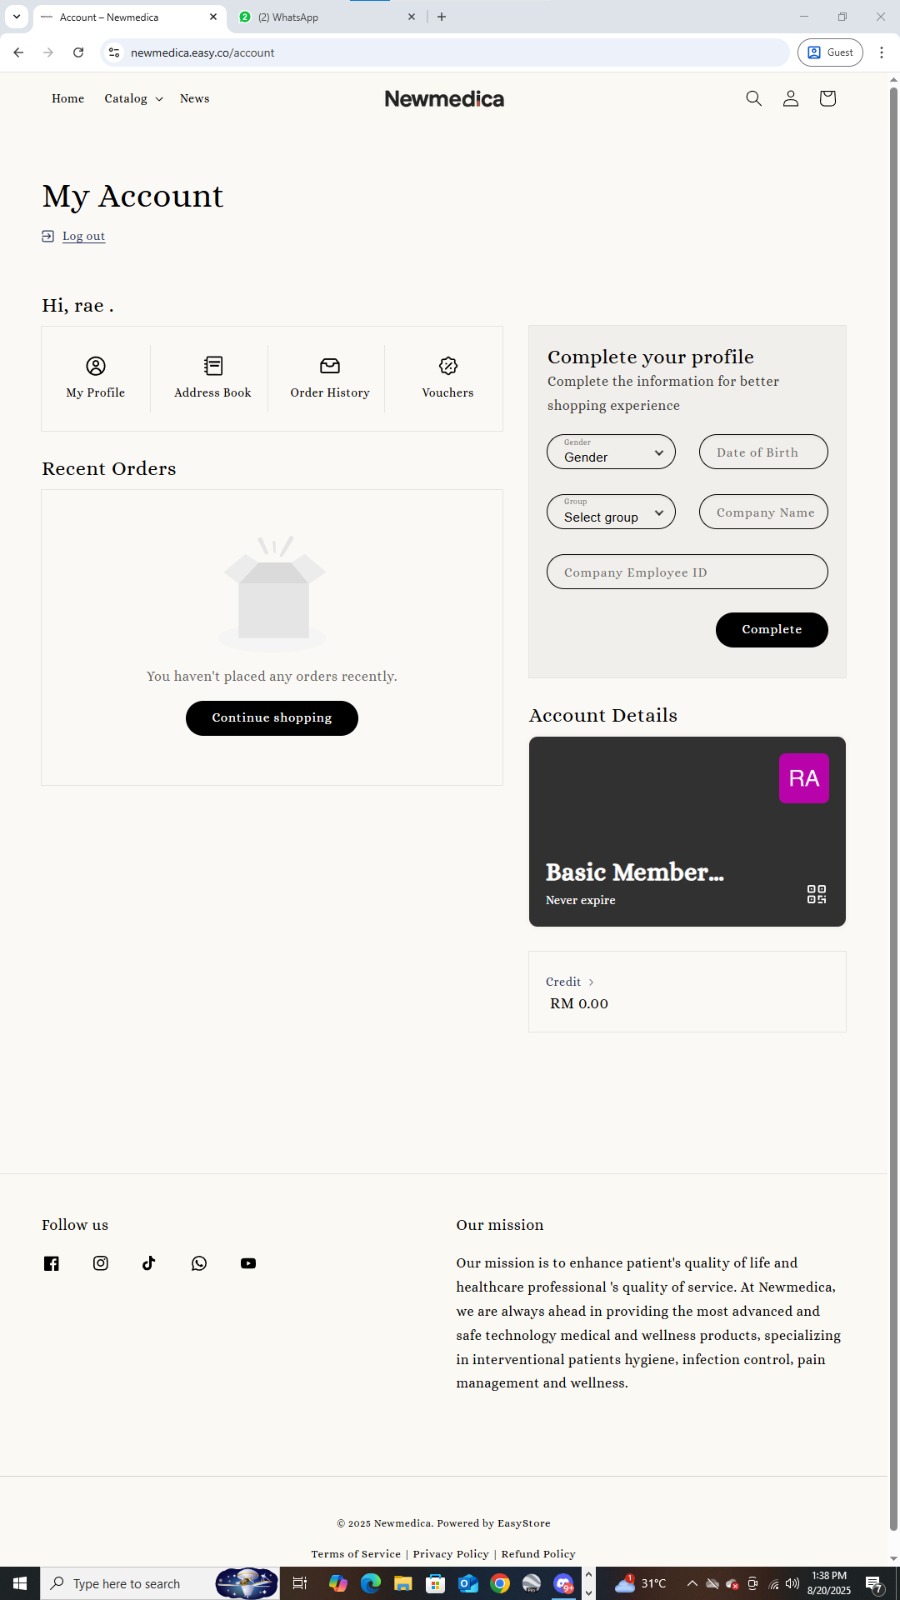 Account – Newmedica
2
(2) WhatsApp
newmedica.easy.co/account
Guest
Home
Catalog
News
Newmedica
My Account
Log out
Hi, rae .
My Profile
Address Book
Order History
Vouchers
Complete your profile
Complete the information for better
shopping experience
Gender
Gender
Date of Birth
Group
Select group
Company Name
Company Employee ID
Complete
Recent Orders
You haven't placed any orders recently.
Continue shopping
Account Details
RA
Basic Member...
Never expire
Credit
RM 0.00
Follow us
Our mission
Our mission is to enhance patient's quality of life and
healthcare professional 's quality of service. At Newmedica,
we are always ahead in providing the most advanced and
safe technology medical and wellness products, specializing
in interventional patients hygiene, infection control, pain
management and wellness.
© 2025 Newmedica. Powered by EasyStore
Terms of Service | Privacy Policy | Refund Policy
Type here to search
9+
31°C
1:38 PM
8/20/2025
7